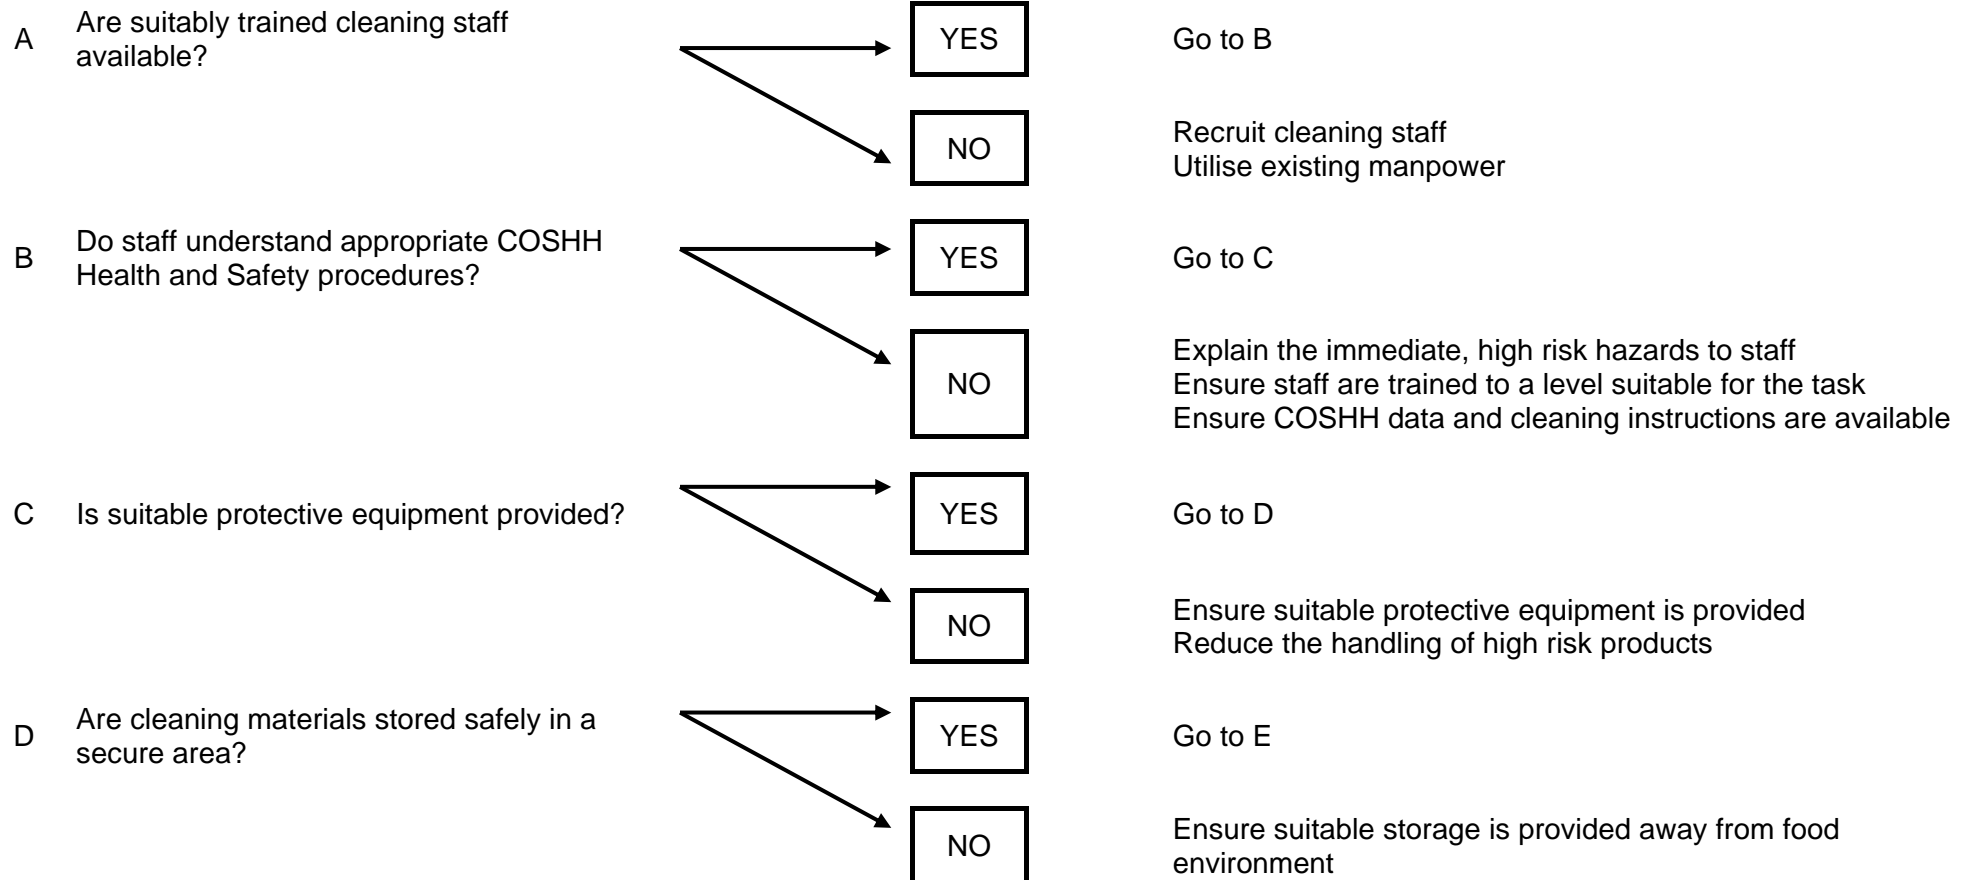 A
Are suitably trained cleaning staff
available?
YES
Go to B
NO
Recruit cleaning staff
Utilise existing manpower
B
Do staff understand appropriate COSHH
Health and Safety procedures?
YES
Go to C
NO
Explain the immediate, high risk hazards to staff
Ensure staff are trained to a level suitable for the task
Ensure COSHH data and cleaning instructions are available
C
Is suitable protective equipment provided?
YES
Go to D
NO
Ensure suitable protective equipment is provided
Reduce the handling of high risk products
D
Are cleaning materials stored safely in a
secure area?
YES
Go to E
NO
Ensure suitable storage is provided away from food
environment